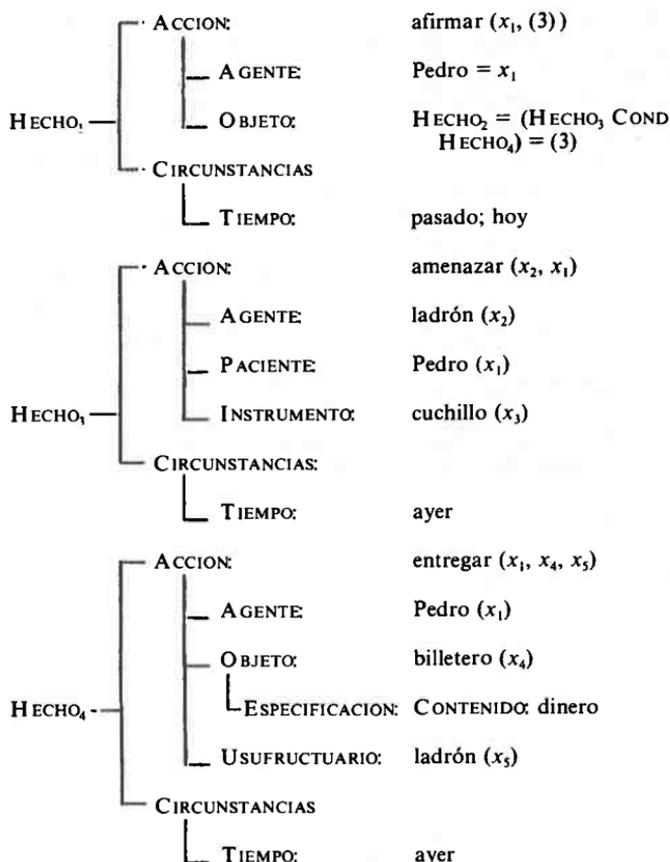 ACCION: afirmar (x₁, (3))
AGENTE: Pedro = x₁
HECHO₁ OBJETO: HECHO₂ = (HECHO₃ COND
HECHO₄) = (3)
CIRCUNSTANCIAS
TIEMPO: pasado; hoy
ACCION: amenazar (x₂, x₁)
AGENTE: ladrón (x₂)
PACIENTE: Pedro (x₁)
HECHO₃ INSTRUMENTO: cuchillo (x₃)
CIRCUNSTANCIAS:
TIEMPO: ayer
ACCION: entregar (x₁, x₄, x₅)
AGENTE: Pedro (x₁)
OBJETO: billetero (x₄)
HECHO₄ ESPECIFICACION: CONTENIDO: dinero
USUFRUCTUARIO: ladrón (x₅)
CIRCUNSTANCIAS
TIEMPO: ayer